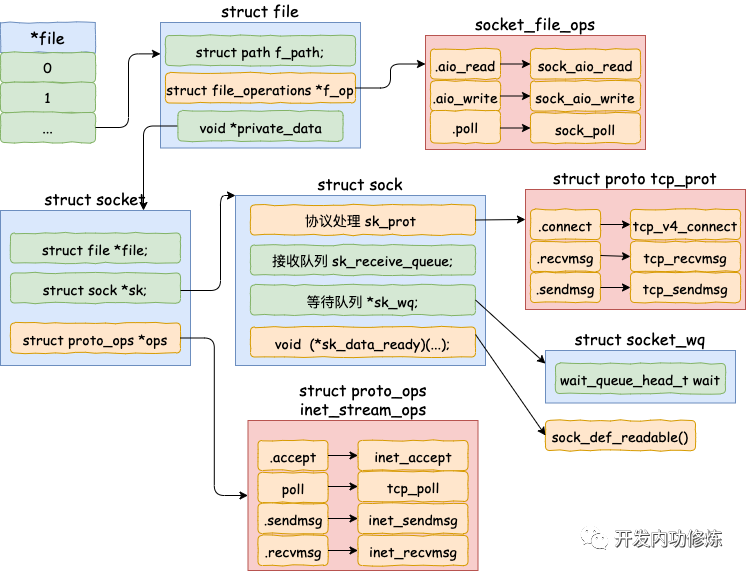 *file
0
1
...
struct file
struct path f_path;
struct file_operations *f_op
void *private_data
socket_file_ops
.aio_read
sock_aio_read
.aio_write
sock_aio_write
.poll
sock_poll
struct socket
struct file *file;
struct sock *sk;
struct proto_ops *ops
struct sock
协议处理 sk_prot
接收队列 sk_receive_queue;
等待队列 *sk_wq;
void (*sk_data_ready)(...);
struct proto tcp_prot
.connect
tcp_v4_connect
.recvmsg
tcp_recvmsg
.sendmsg
tcp_sendmsg
struct socket_wq
wait_queue_head_t wait
sock_def_readable()
struct proto_ops
inet_stream_ops
.accept
inet_accept
poll
tcp_poll
.sendmsg
inet_sendmsg
.recvmsg
inet_recvmsg
开发内功修炼